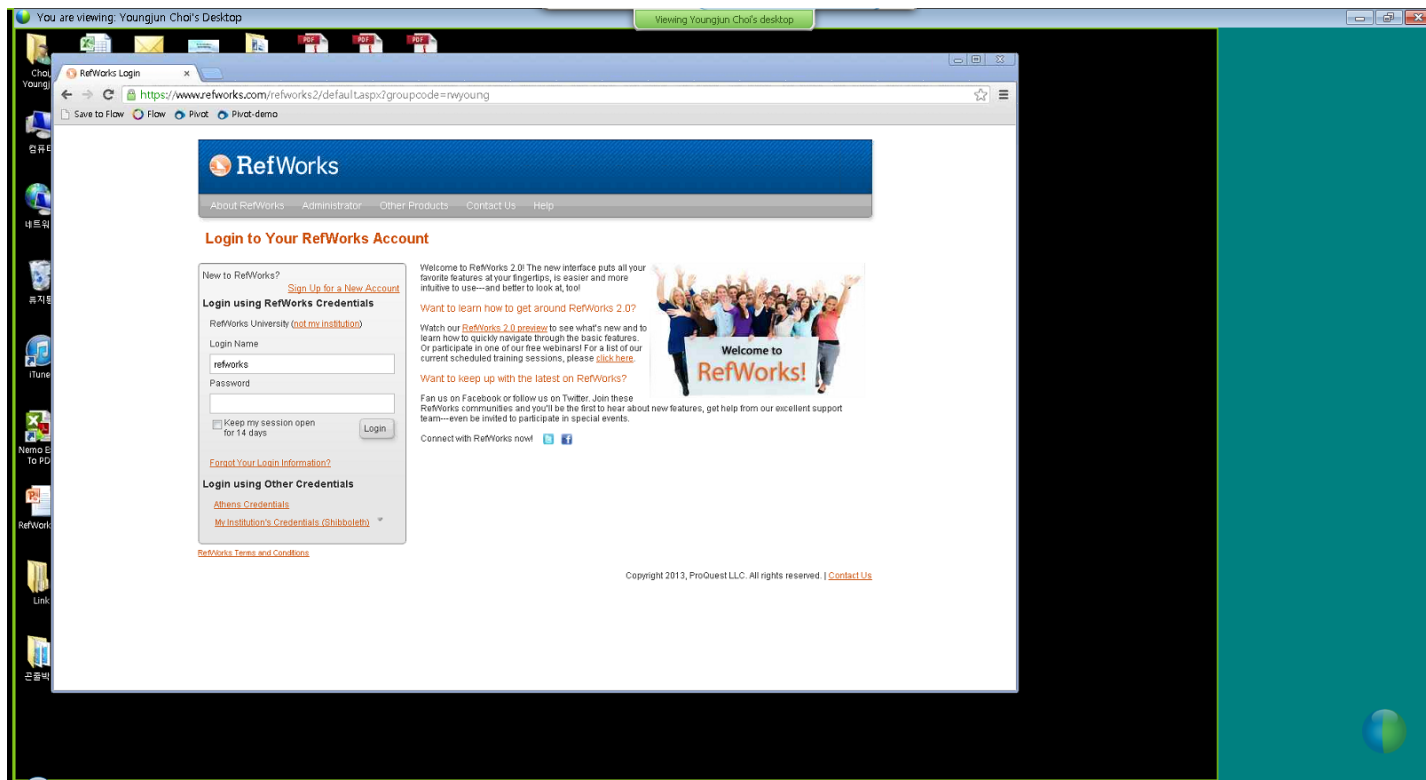 You are viewing: Youngjun Choi's Desktop
Viewing Youngjun Choi's desktop
PDF PDF PDF
RefWorks Login
https://www.refworks.com/refworks2/default.aspx?groupcode=rwyoung
Save to Flow Flow Pivot Pivot-demo
RefWorks
About RefWorks Administrator Other Products Contact Us Help
Login to Your RefWorks Account
New to RefWorks?
Sign Up for a New Account
Login using RefWorks Credentials
RefWorks University (not my institution)
Login Name
refworks
Password
Keep my session open
for 14 days
Login
Forgot Your Login Information?
Login using Other Credentials
Athens Credentials
My Institution's Credentials (Shibboleth)
RefWorks Terms and Conditions
Welcome to RefWorks 2.0! The new interface puts all your
favorite features at your fingertips, is easier and more
intuitive to use---and better to look at, too!
Want to learn how to get around RefWorks 2.0?
Watch our RefWorks 2.0 preview to see what's new and to
learn how to quickly navigate through the basic features.
Or participate in one of our free webinars! For a list of our
current scheduled training sessions, please click here.
Want to keep up with the latest on RefWorks?
Fan us on Facebook or follow us on Twitter. Join these
RefWorks communities and you'll be the first to hear about new features, get help from our excellent support
team---even be invited to participate in special events.
Connect with RefWorks now!
Welcome to
RefWorks!
Copyright 2013, ProQuest LLC. All rights reserved. | Contact Us
Nemo E
To PD
Link